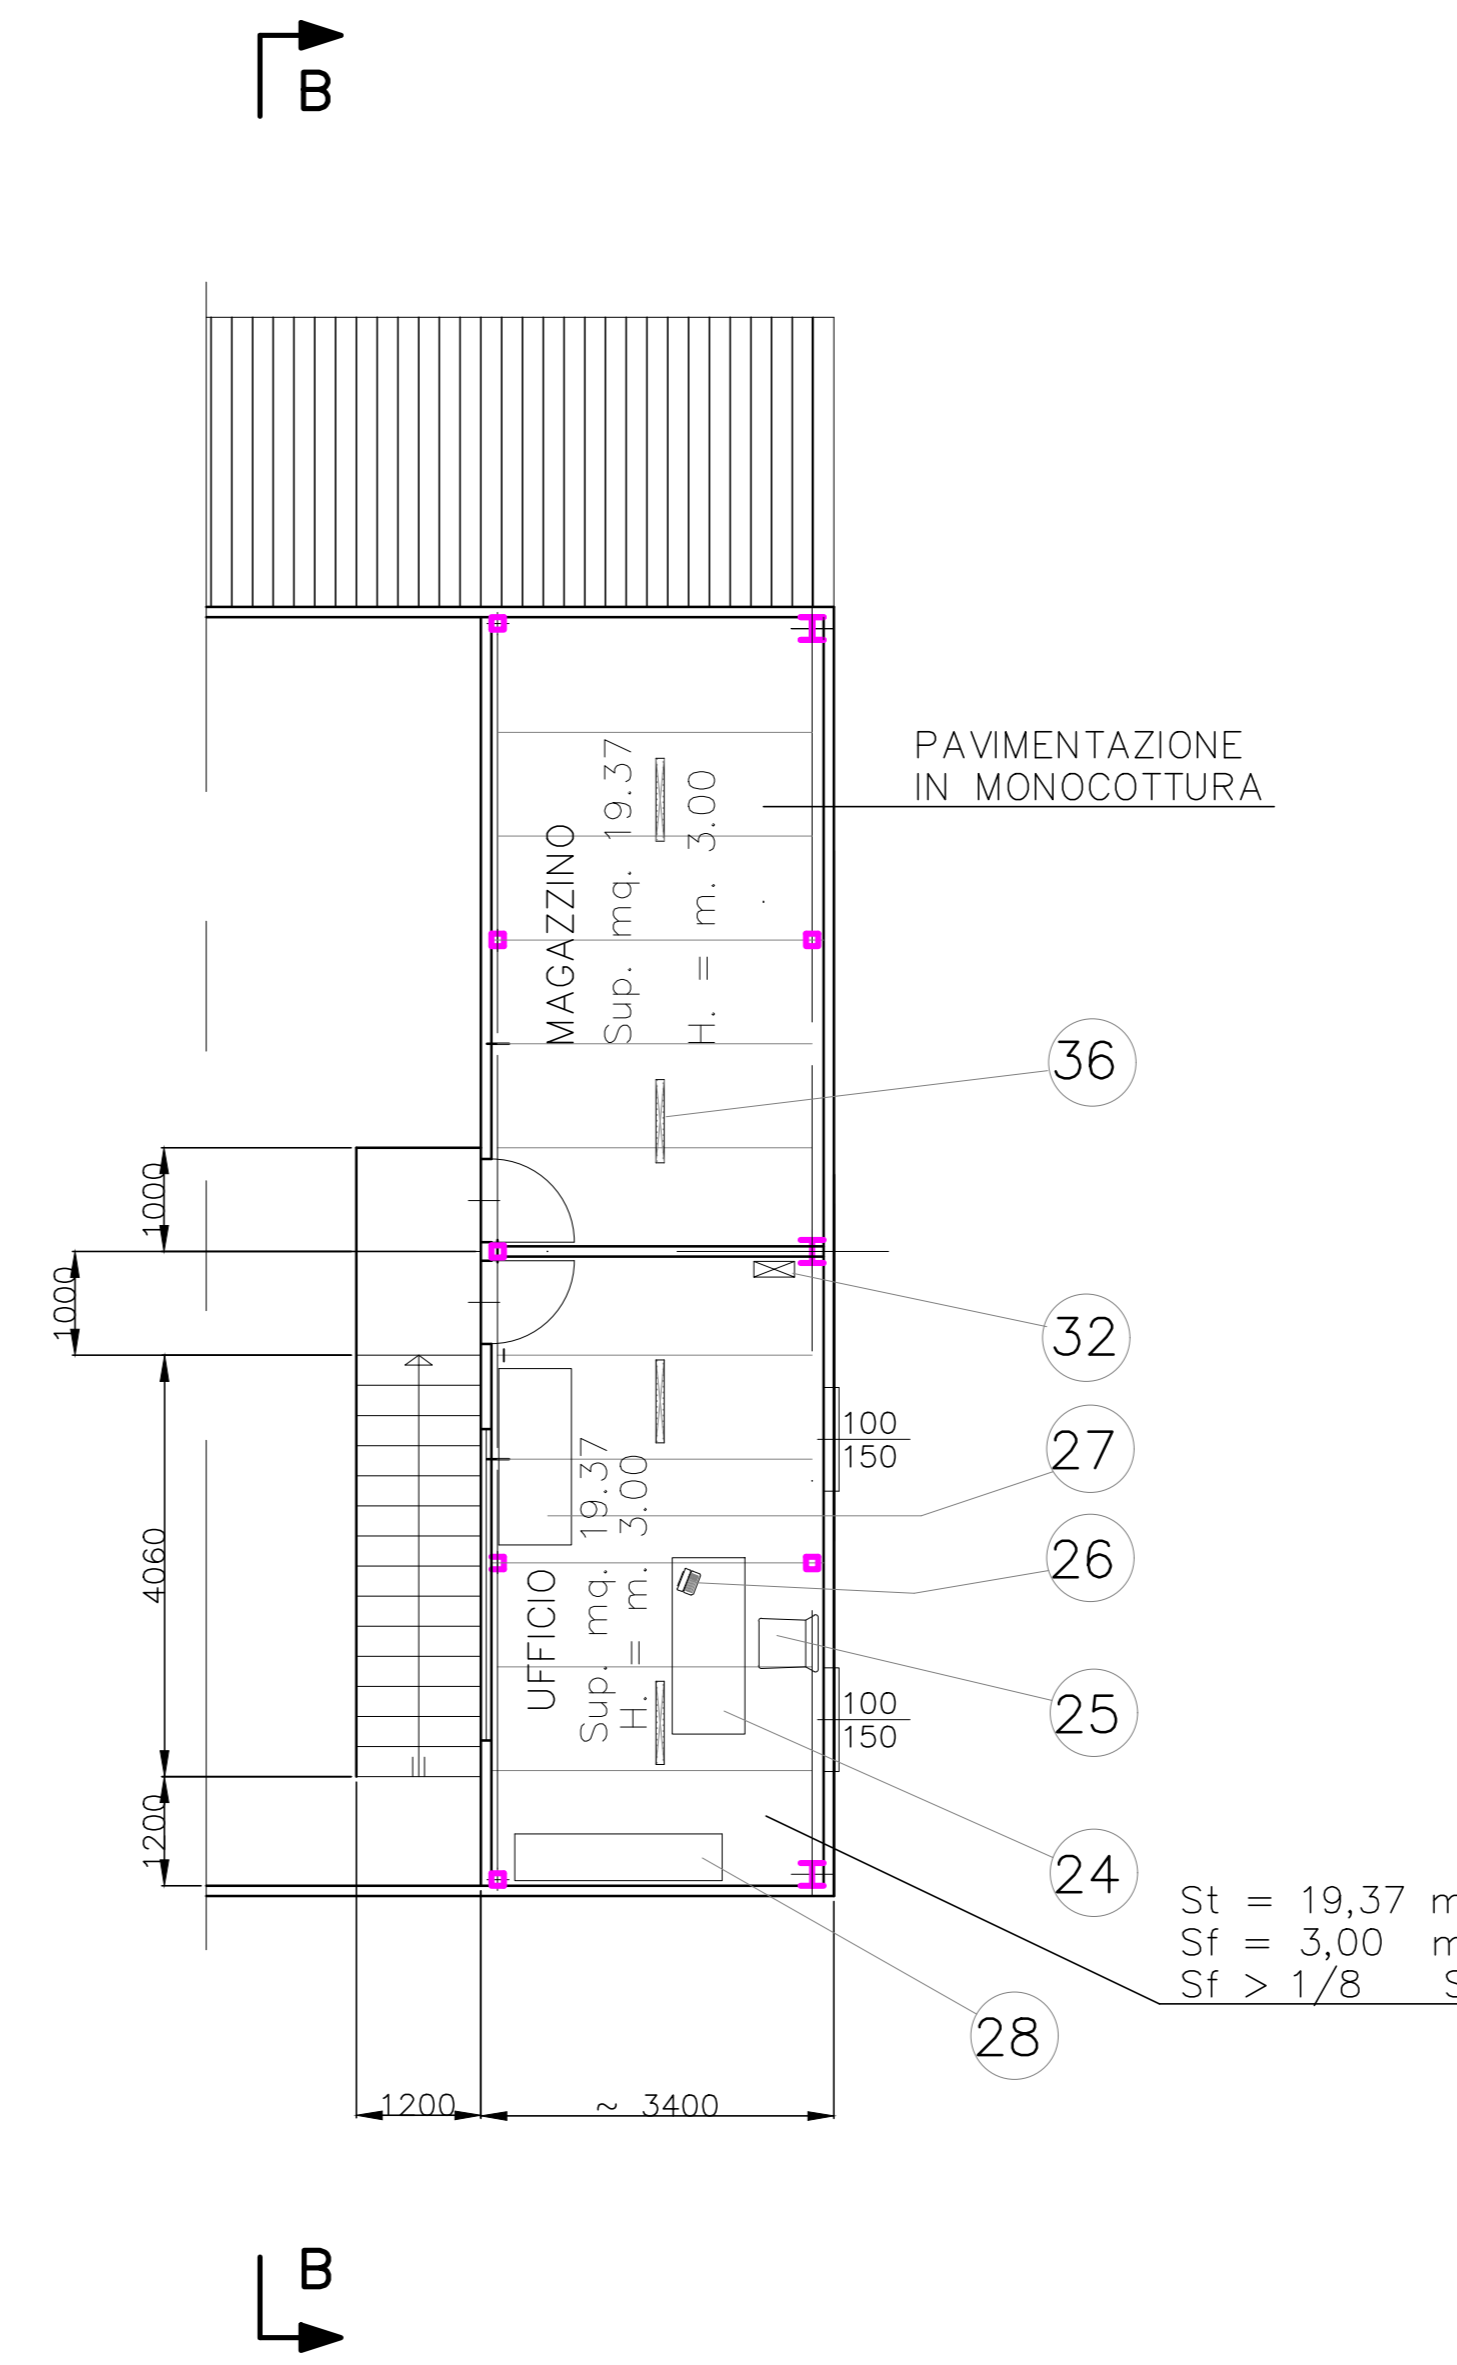 B
PAVIMENTAZIONE
IN MONOCOTTURA
MAGAZZINO
Sup. mq. 19.37
H. = m. 3.00
36
1000
1000
32
100
150
27
26
4060
UFFICIO
Sup. mq. 19.37
H. = m. 3.00
25
100
150
24
1200
St = 19,37 m
Sf = 3,00 m
Sf > 1/8 S
28
1200
~ 3400
B